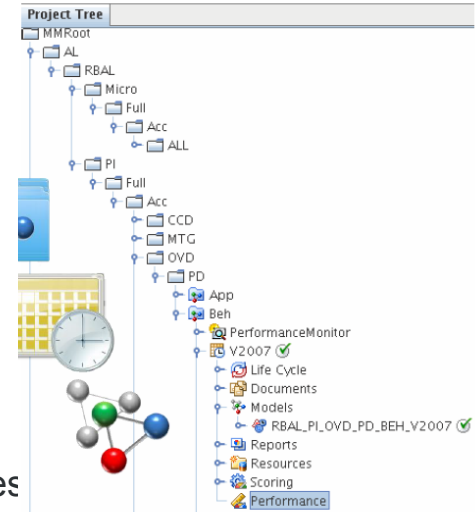 Project Tree
MMRoot
AL
RBAL
Micro
Full
Acc
ALL
PI
Full
Acc
CCD
MTG
OVD
PD
App
Beh
PerformanceMonitor
V2007
Life Cycle
Documents
Models
RBAL_PI_OVD_PD_BEH_V2007
Reports
Resources
Scoring
es
Performance